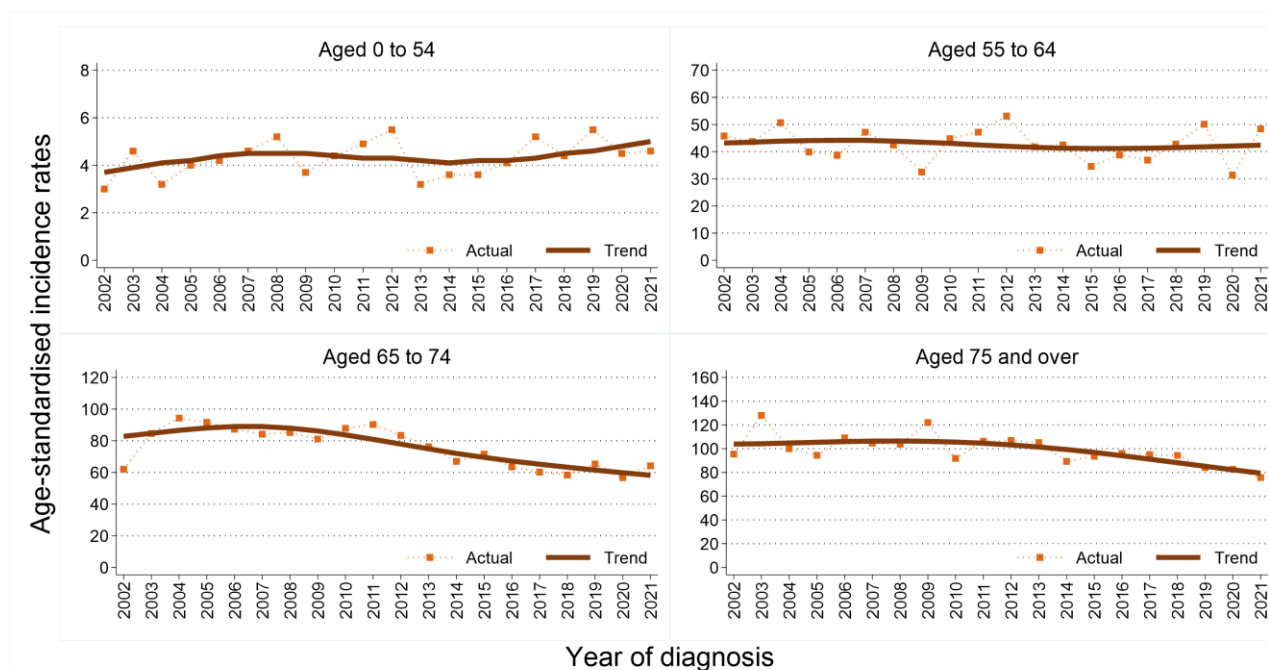 Age-standardised incidence rates
Aged 0 to 54
8
6
4
2
0
Actual Trend
2002 2003 2004 2005 2006 2007 2008 2009 2010 2011 2012 2013 2014 2015 2016 2017 2018 2019 2020 2021
Aged 55 to 64
70
60
50
40
30
20
10
0
Actual Trend
2002 2003 2004 2005 2006 2007 2008 2009 2010 2011 2012 2013 2014 2015 2016 2017 2018 2019 2020 2021
Aged 65 to 74
120
100
80
60
40
20
0
Actual Trend
2002 2003 2004 2005 2006 2007 2008 2009 2010 2011 2012 2013 2014 2015 2016 2017 2018 2019 2020 2021
Aged 75 and over
160
140
120
100
80
60
40
20
0
Actual Trend
2002 2003 2004 2005 2006 2007 2008 2009 2010 2011 2012 2013 2014 2015 2016 2017 2018 2019 2020 2021
Year of diagnosis